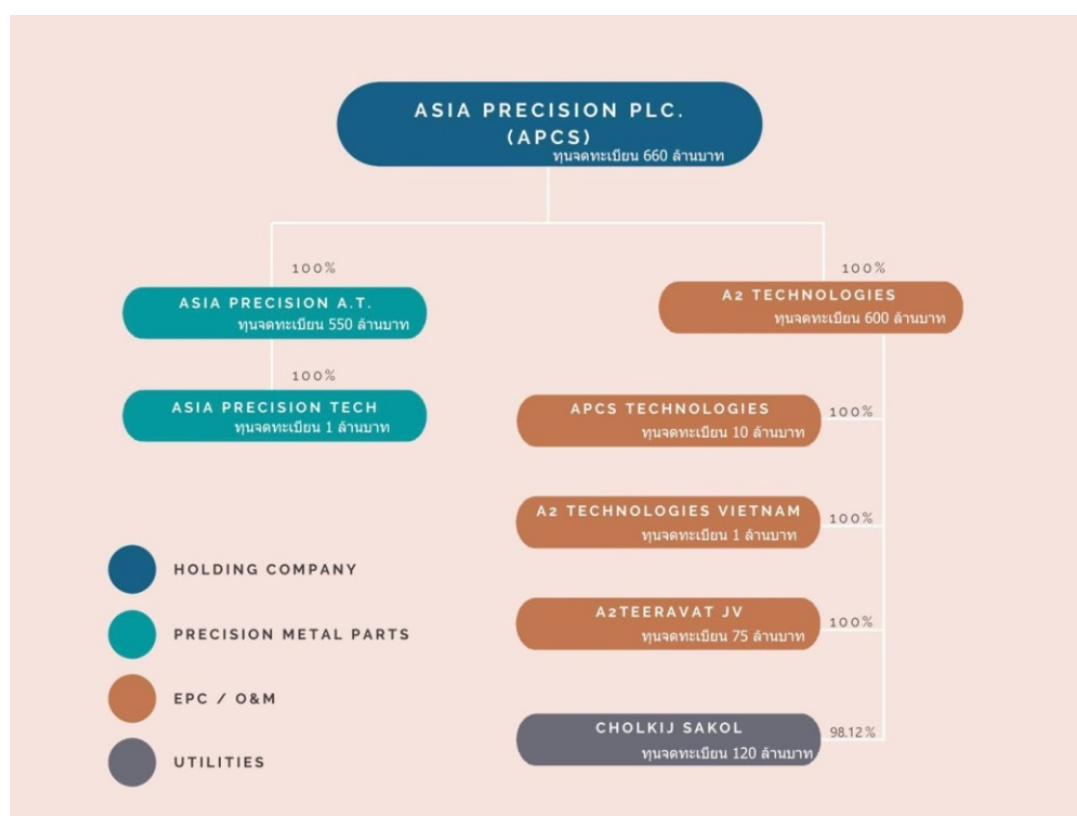 ASIA PRECISION PLC.
(APCS)
ทุนจดทะเบียน 660 ล้านบาท
100%
100%
ASIA PRECISION A.T.
ทุนจดทะเบียน 550 ล้านบาท
A2 TECHNOLOGIES
ทุนจดทะเบียน 600 ล้านบาท
100%
ASIA PRECISION TECH
ทุนจดทะเบียน 1 ล้านบาท
APCS TECHNOLOGIES
ทุนจดทะเบียน 10 ล้านบาท
100%
A2 TECHNOLOGIES VIETNAM
ทุนจดทะเบียน 1 ล้านบาท
100%
A2TEERAVAT JV
ทุนจดทะเบียน 75 ล้านบาท
100%
CHOLKIJ SAKOL
ทุนจดทะเบียน 120 ล้านบาท
98.12%
HOLDING COMPANY
PRECISION METAL PARTS
EPC / O&M
UTILITIES